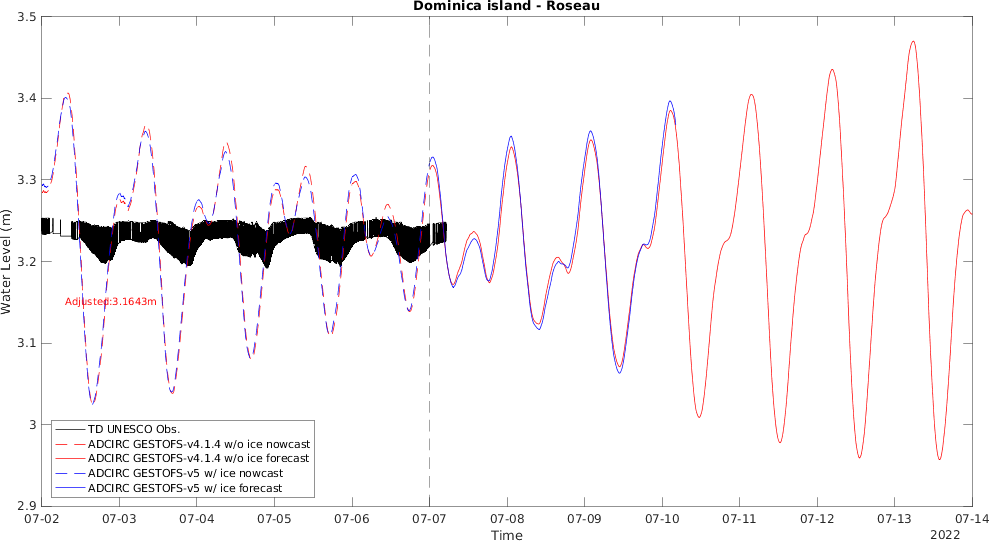 Dominica island - Roseau
3.5
3.4
3.3
3.2
3.1
3
2.9
Water Level (m)
Adjusted:3.1643m
TD UNESCO Obs.
ADCIRC GESTOFS-v4.1.4 w/o ice nowcast
ADCIRC GESTOFS-v4.1.4 w/o ice forecast
ADCIRC GESTOFS-v5 w/ ice nowcast
ADCIRC GESTOFS-v5 w/ ice forecast
07-02 07-03 07-04 07-05 07-06 07-07 07-08 07-09 07-10 07-11 07-12 07-13 07-14
Time
2022